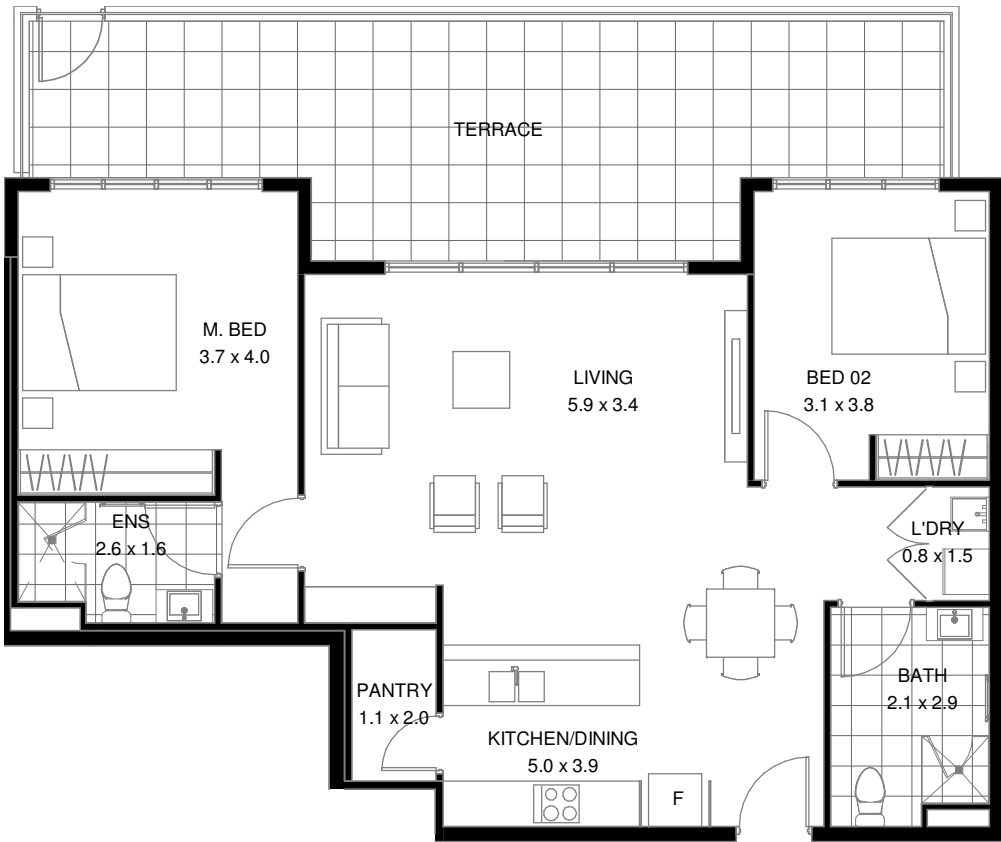 TERRACE
M. BED
3.7 x 4.0
LIVING
5.9 x 3.4
BED 02
3.1 x 3.8
ENS
2.6 x 1.6
L'DRY
0.8 x 1.5
BATH
2.1 x 2.9
PANTRY
1.1 x 2.0
KITCHEN/DINING
5.0 x 3.9
F